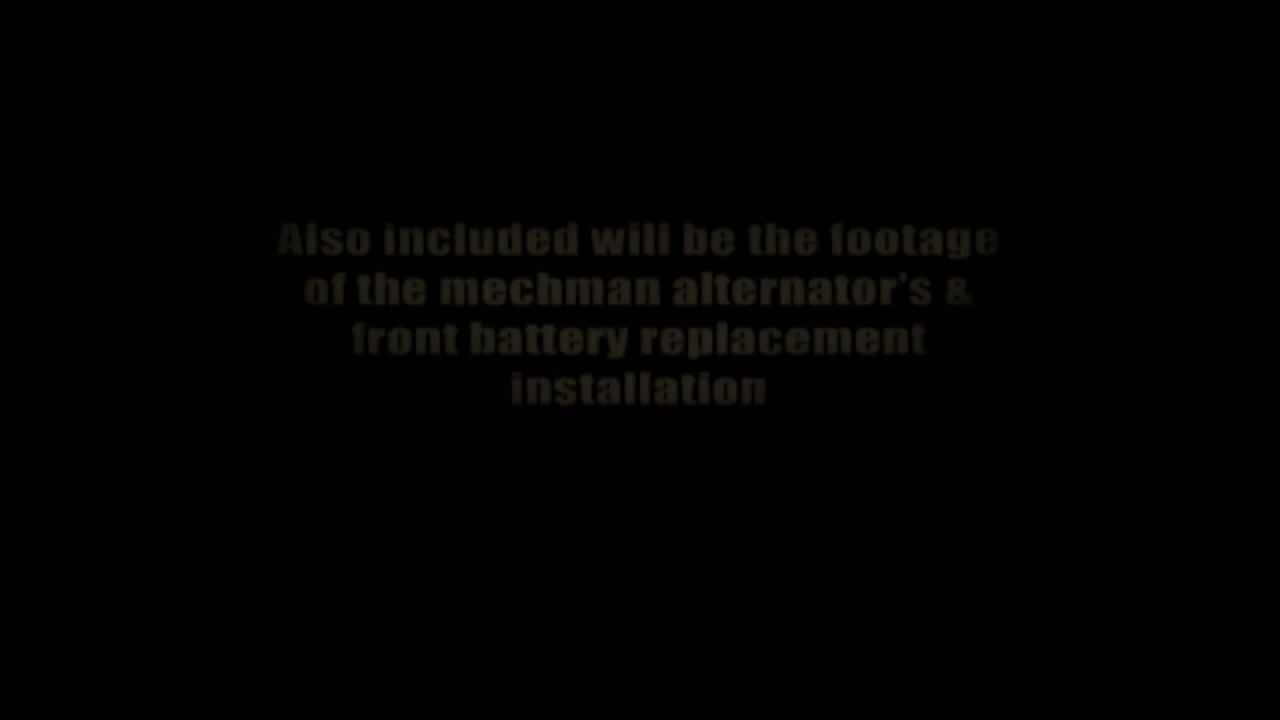 Also included will be the footage
of the mechman alternator's &
front battery replacement
installation